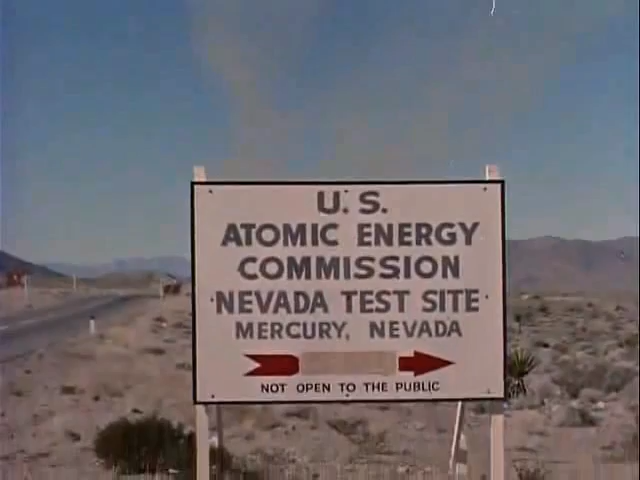 U.S.
ATOMIC ENERGY
COMMISSION
NEVADA TEST SITE
MERCURY, NEVADA
NOT OPEN TO THE PUBLIC